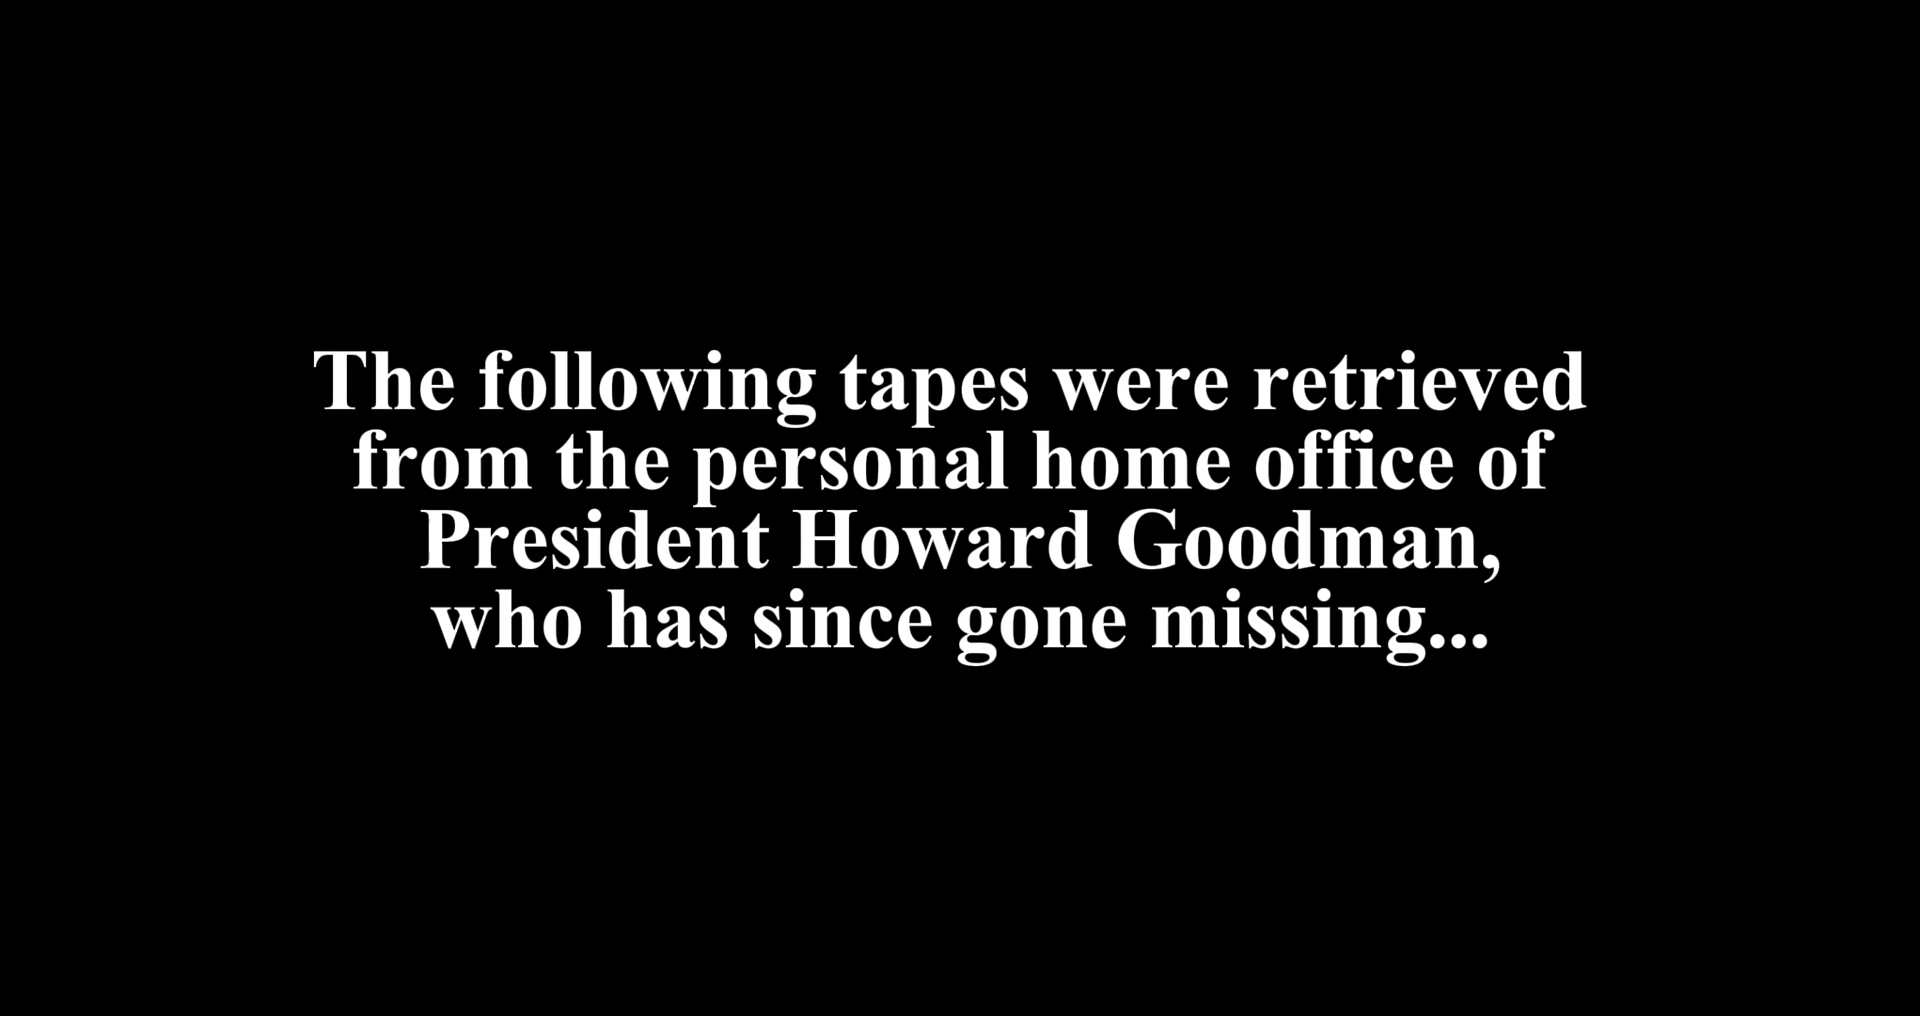 The following tapes were retrieved
from the personal home office of
President Howard Goodman,
who has since gone missing...